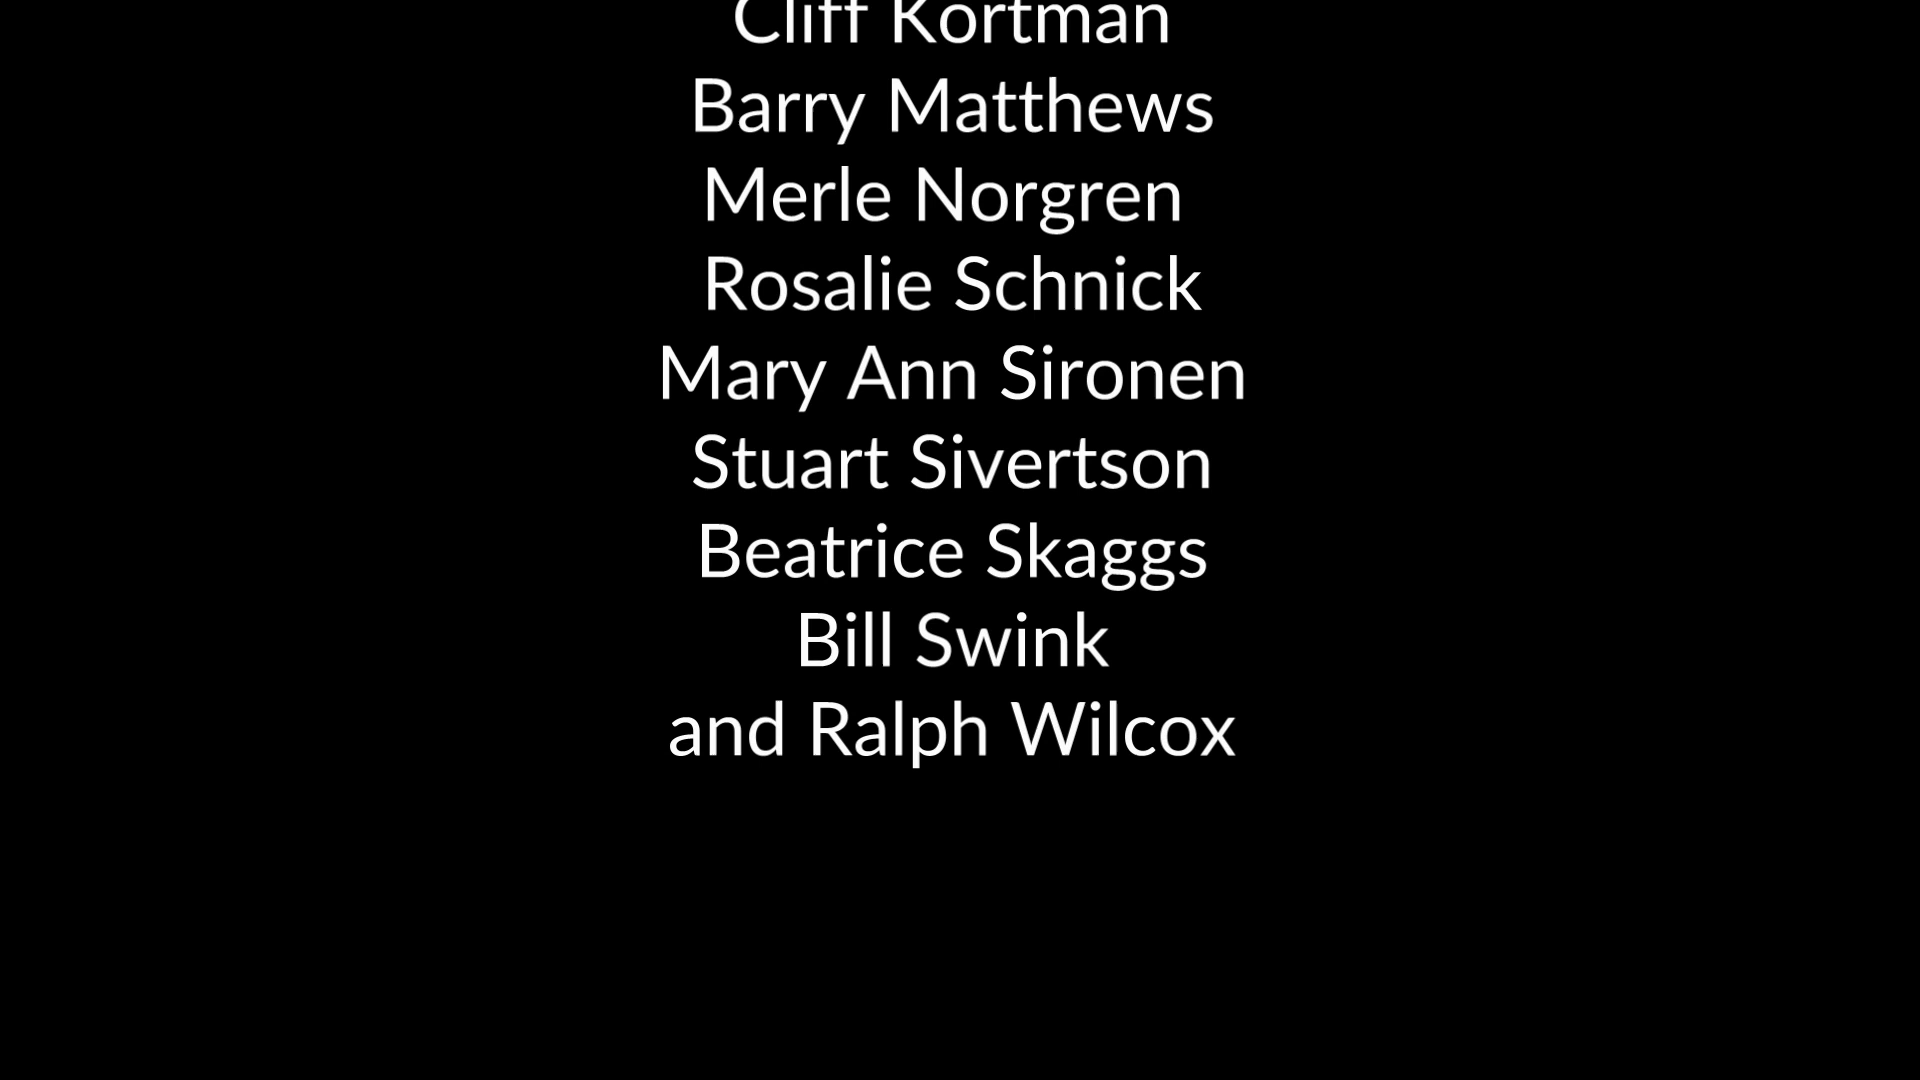 Cliff Kortman
Barry Matthews
Merle Norgren
Rosalie Schnick
Mary Ann Sironen
Stuart Sivertson
Beatrice Skaggs
Bill Swink
and Ralph Wilcox